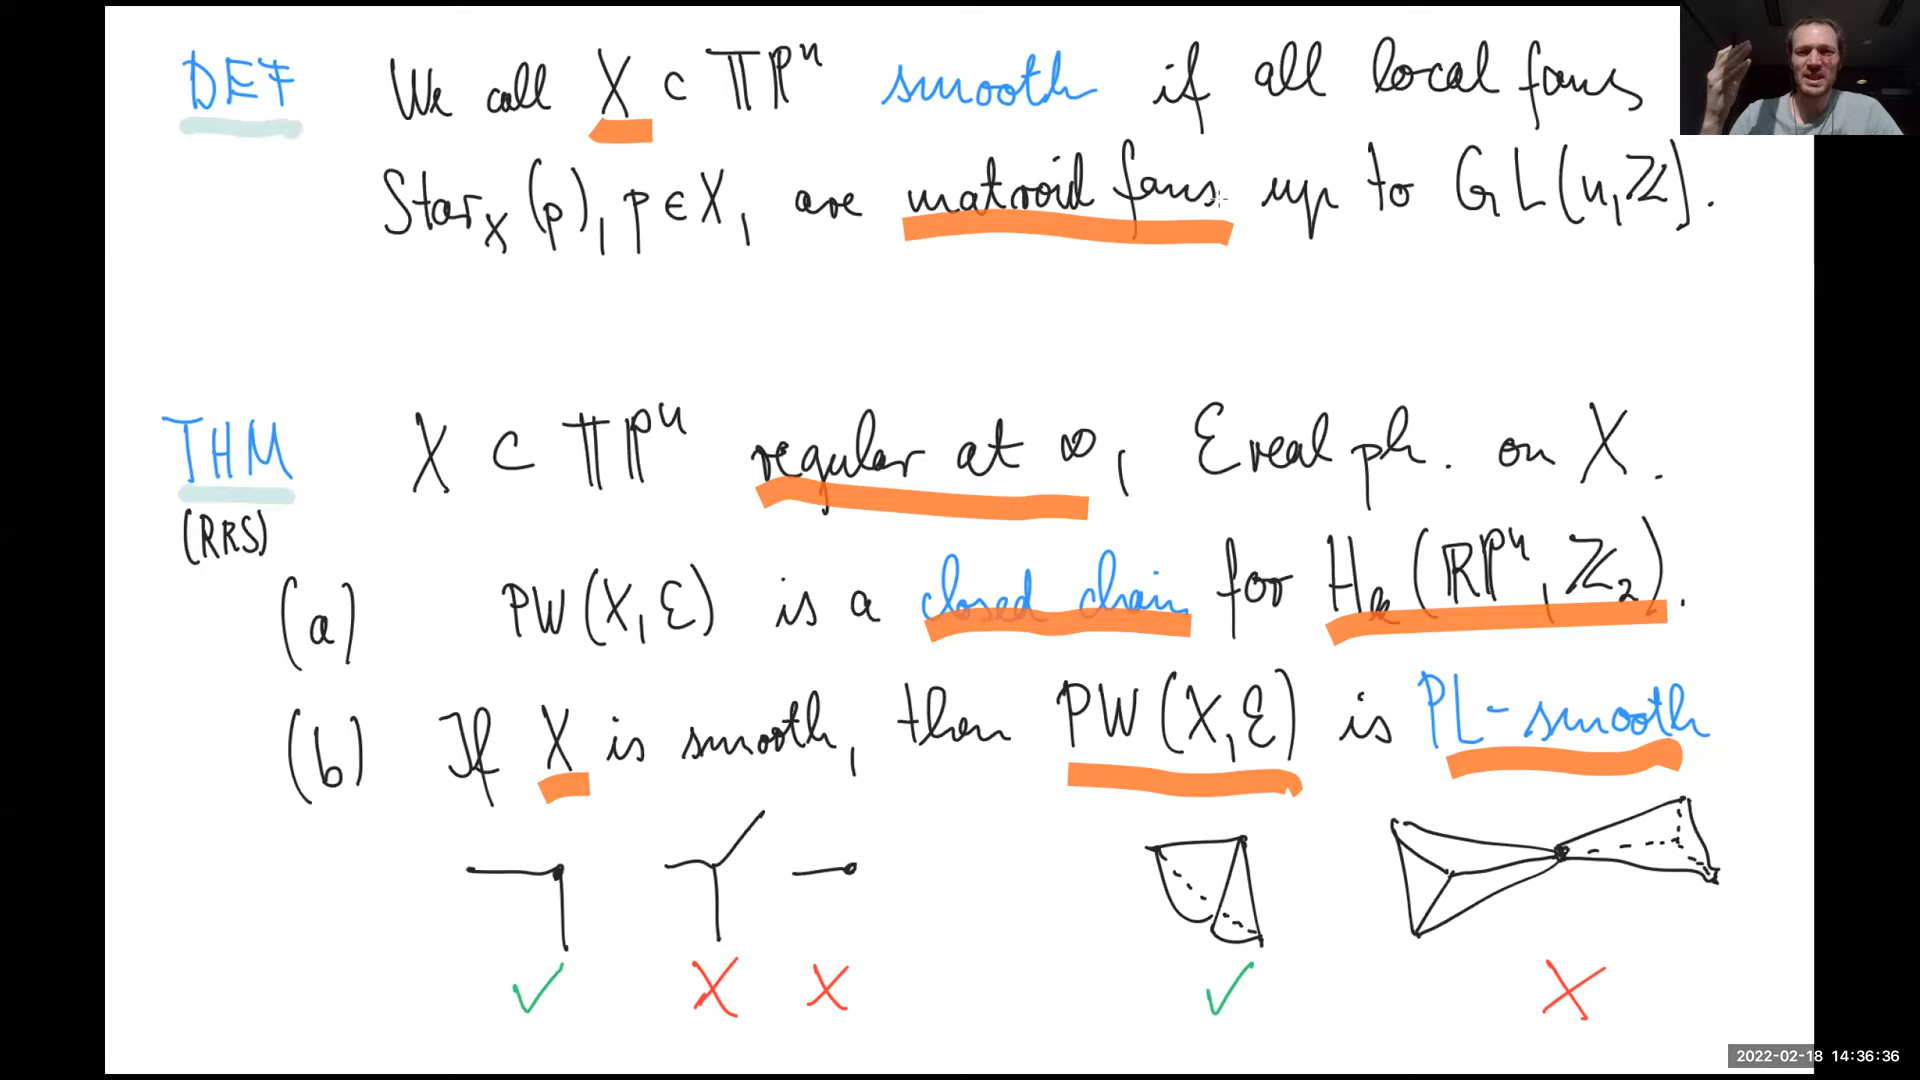 DEF We call X ⊂ 𝕋ℙⁿ smooth if all local fans
Star_X(p), p ∈ X, are matroid fans up to GL(n,ℤ).
THM X ⊂ 𝕋ℙⁿ regular at ∞, ℰ real ph. on X.
(RRS)
(a) PW(X,ℰ) is a closed chain for H_k(ℝℙⁿ, ℤ₂).
(b) If X is smooth, then PW(X,ℰ) is PL-smooth
2022-02-18 14:36:36